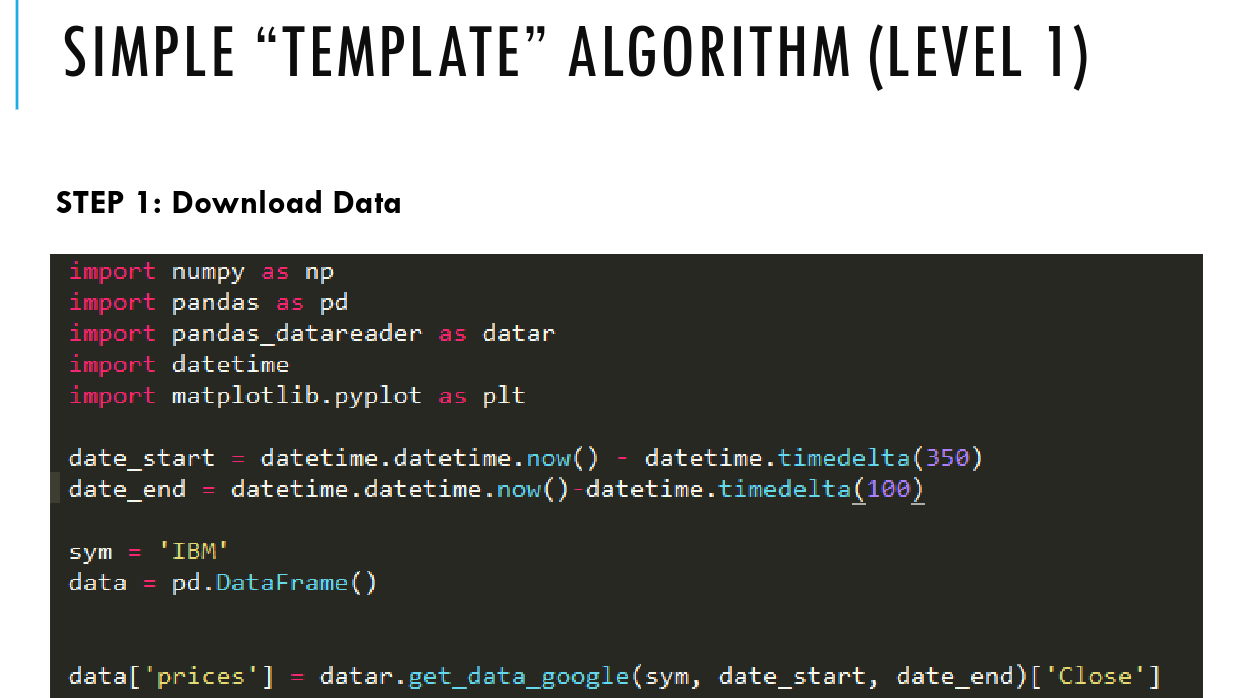 SIMPLE “TEMPLATE” ALGORITHM (LEVEL 1)
STEP 1: Download Data
import numpy as np
import pandas as pd
import pandas_datareader as datar
import datetime
import matplotlib.pyplot as plt
date_start = datetime.datetime.now() - datetime.timedelta(350)
date_end = datetime.datetime.now()-datetime.timedelta(100)
sym = 'IBM'
data = pd.DataFrame()
data['prices'] = datar.get_data_google(sym, date_start, date_end)['Close']